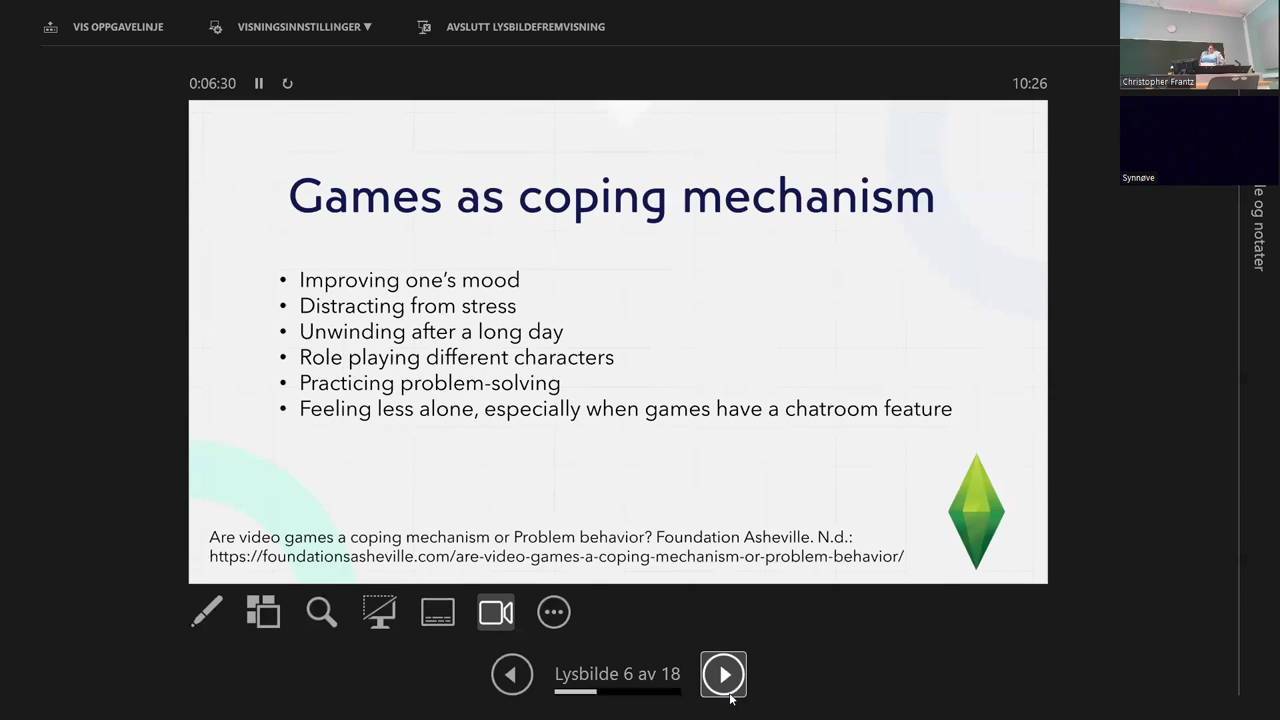 VIS OPPGAVELINJE
VISNINGSINNSTILLINGER ▼
AVSLUTT LYSBILDEFREMVISNING
Christopher Frantz
Synnøve
0:06:30
10:26
Games as coping mechanism
• Improving one's mood
• Distracting from stress
• Unwinding after a long day
• Role playing different characters
• Practicing problem-solving
• Feeling less alone, especially when games have a chatroom feature
Are video games a coping mechanism or Problem behavior? Foundation Asheville. N.d.:
https://foundationsasheville.com/are-video-games-a-coping-mechanism-or-problem-behavior/
og notater
Lysbilde 6 av 18